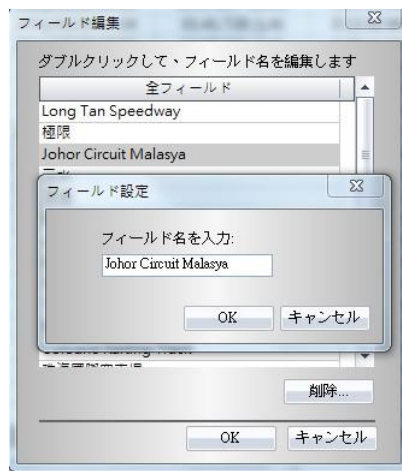 フィールド編集
ダブルクリックして、フィールド名を編集します
全フィールド
Long Tan Speedway
極限
Johor Circuit Malasya
フィールド設定
フィールド名を入力:
Johor Circuit Malasya
OK キャンセル
削除...
OK キャンセル